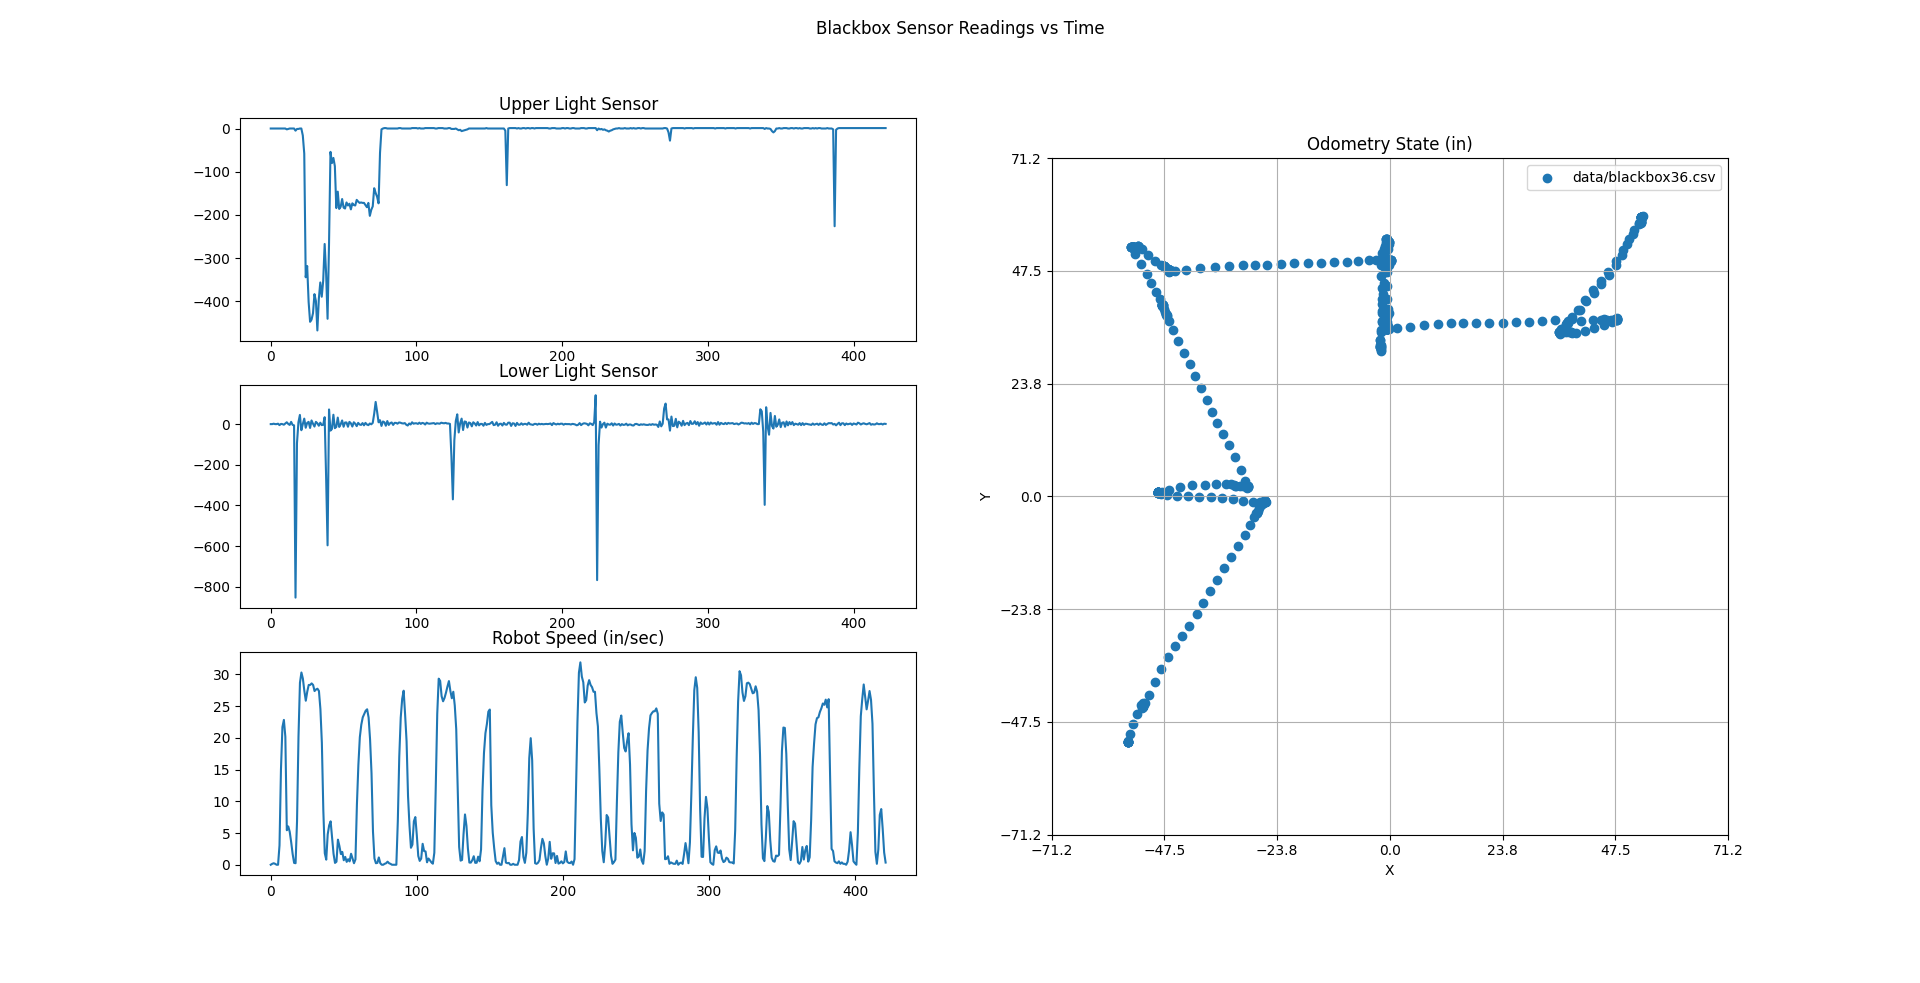 Blackbox Sensor Readings vs Time
Upper Light Sensor
0
−100
−200
−300
−400
0 100 200 300 400
Lower Light Sensor
0
−200
−400
−600
−800
0 100 200 300 400
Robot Speed (in/sec)
30
25
20
15
10
5
0
0 100 200 300 400
Odometry State (in)
data/blackbox36.csv
71.2
47.5
23.8
0.0
−23.8
−47.5
−71.2
Y
−71.2 −47.5 −23.8 0.0 23.8 47.5 71.2
X